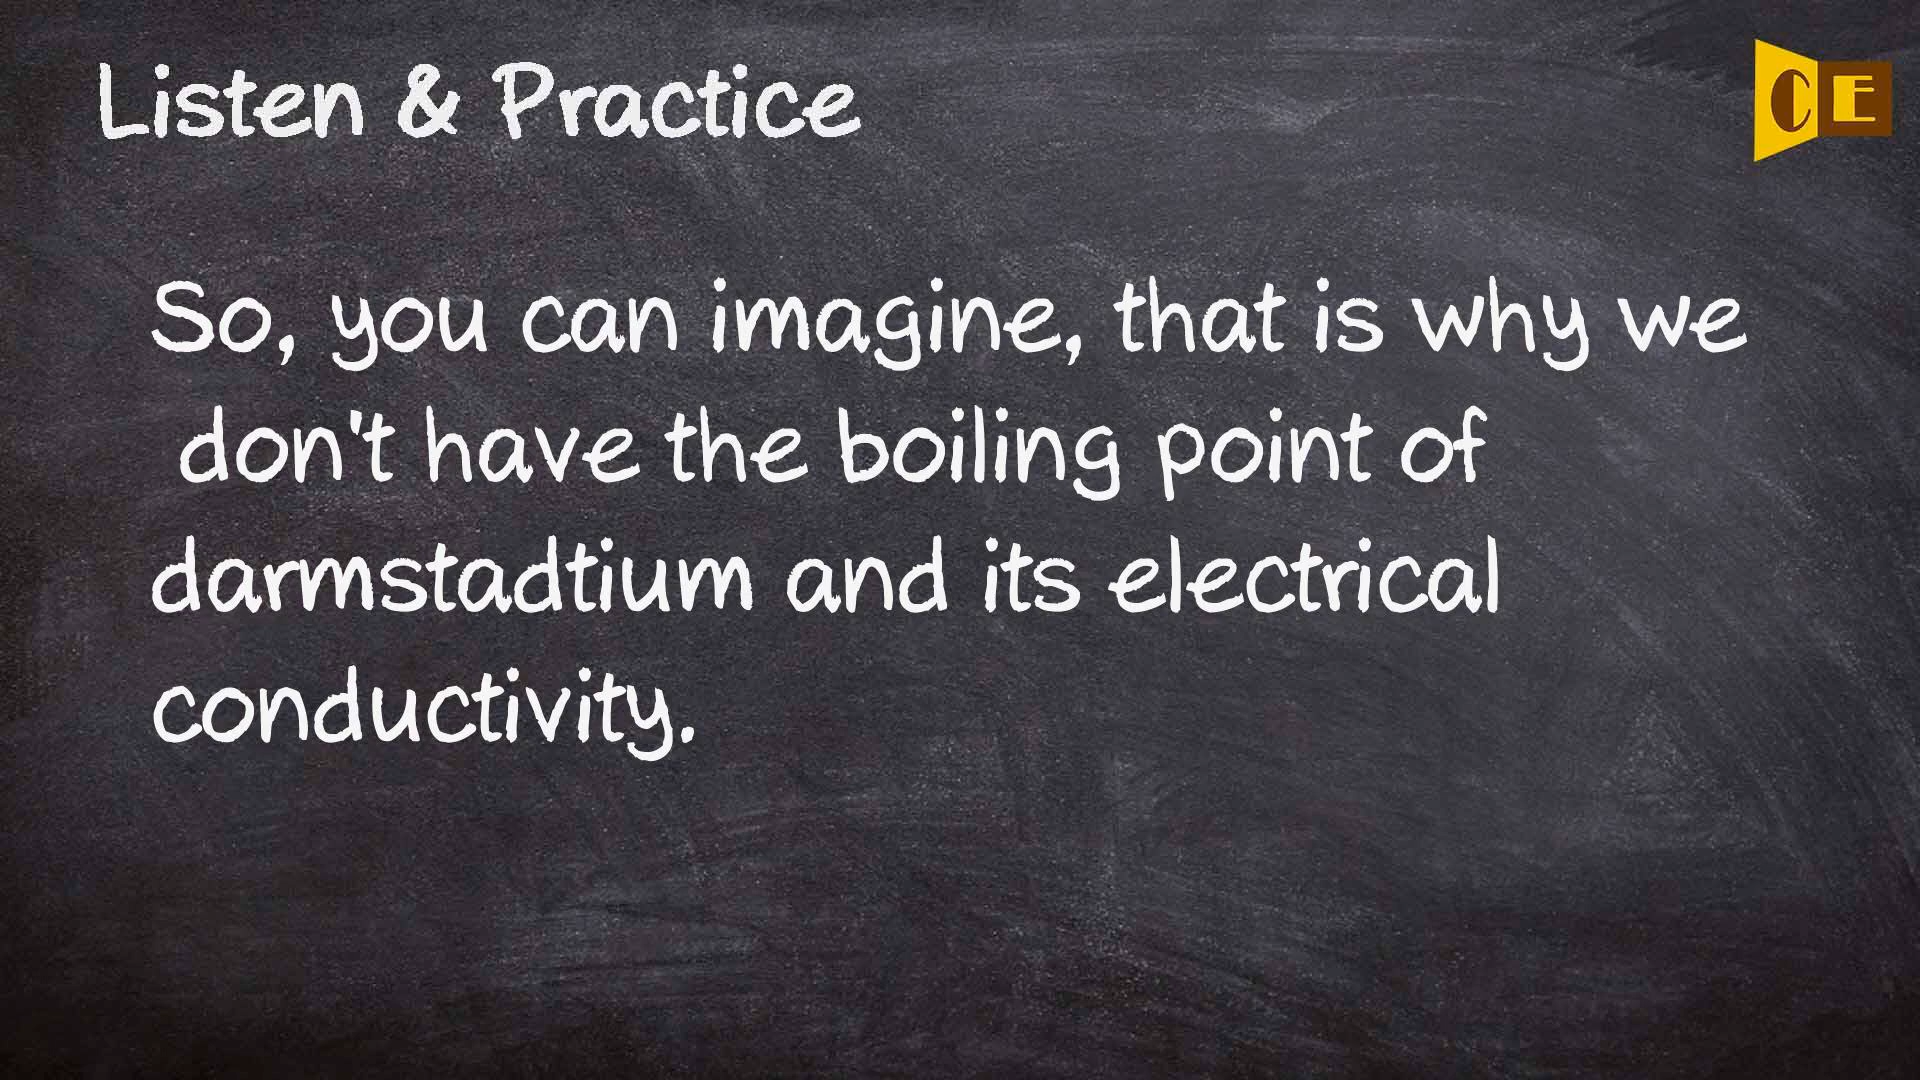 Listen & Practice
CE
So, you can imagine, that is why we
don't have the boiling point of
darmstadtium and its electrical
conductivity.